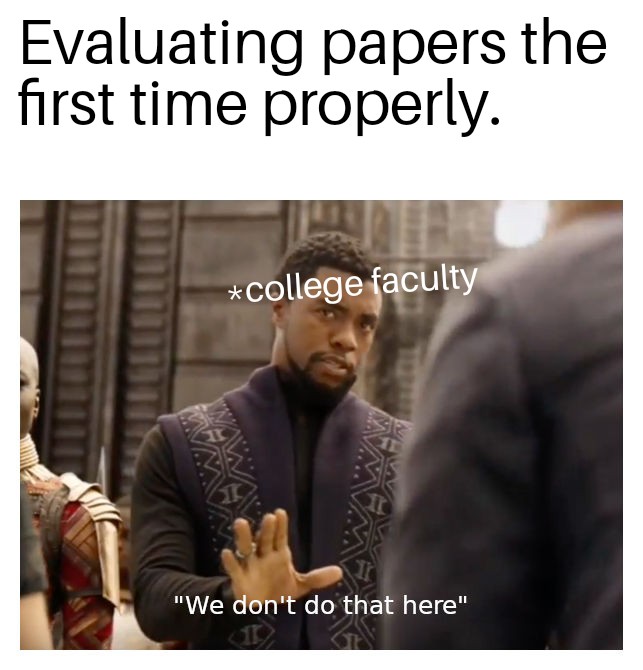 Evaluating papers the
first time properly.
*college faculty
"We don't do that here"